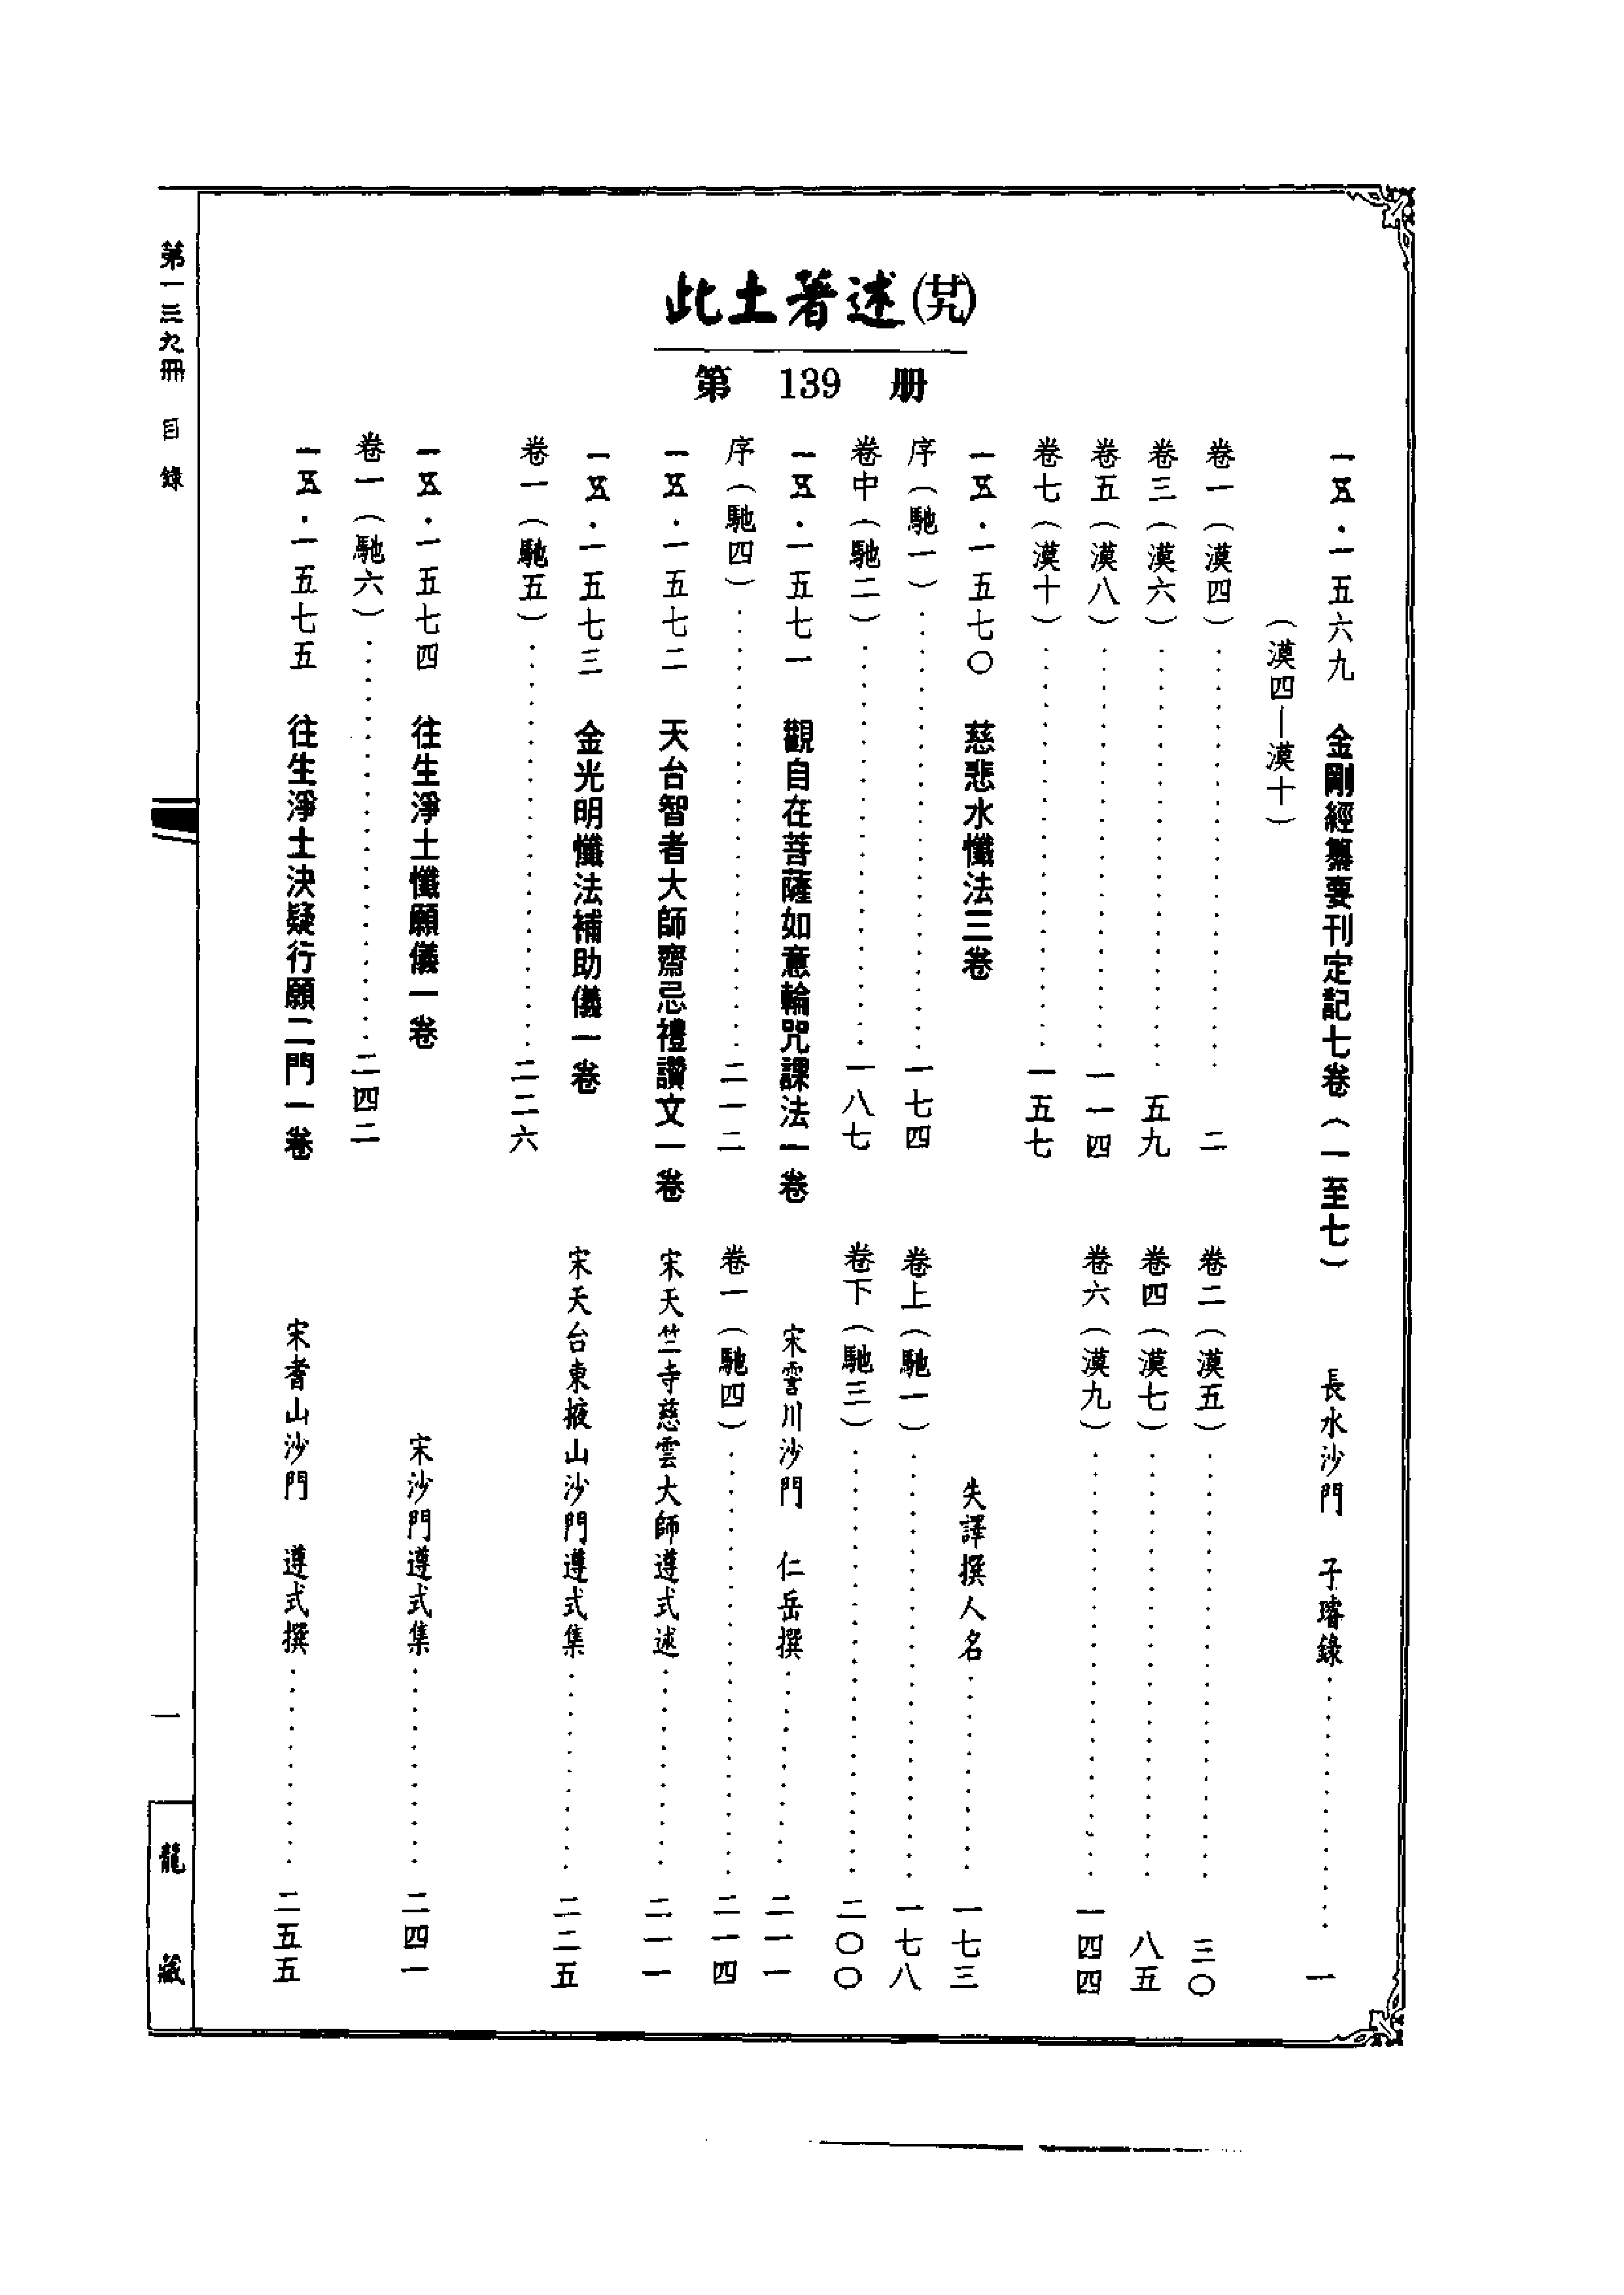 此土著述(廿九)
第 139 册
一五·一五六九 金剛經纂要刊定記七卷(一至七) 長水沙門 子璿錄…………一
(漠四—漠十)
卷一(漠四)…………二 卷二(漠五)…………三〇
卷三(漠六)…………五九 卷四(漠七)…………八五
卷五(漠八)…………一一四 卷六(漠九)…………一四四
卷七(漠十)…………一五七
一五·一五七〇 慈悲水懺法三卷 失譯撰人名…………一七三
序(馳一)…………一七四 卷上(馳一)…………一七八
卷中(馳二)…………一八七 卷下(馳三)…………二〇〇
一五·一五七一 觀自在菩薩如意輪咒課法一卷 宋霅川沙門 仁岳撰…………二一一
序(馳四)…………二一二 卷一(馳四)…………二一四
一五·一五七二 天台智者大師齋忌禮讚文一卷 宋天竺寺慈雲大師遵式述…………二一一
一五·一五七三 金光明懺法補助儀一卷 宋天台東掖山沙門遵式集…………二二五
卷一(馳五)…………二二六
一五·一五七四 往生淨土懺願儀一卷 宋沙門遵式集…………二四一
卷一(馳六)…………二四二
一五·一五七五 往生淨土決疑行願二門一卷 宋耆山沙門 遵式撰…………二五五
第一三九冊 目錄
一
龍藏